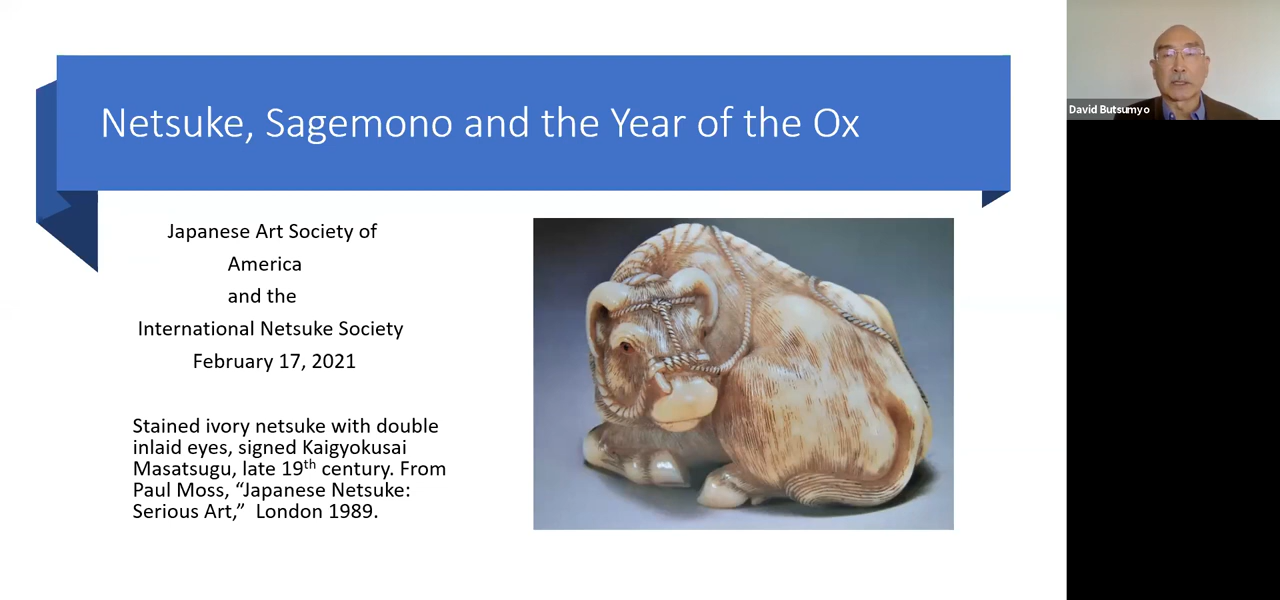 Netsuke, Sagemono and the Year of the Ox
Japanese Art Society of
America
and the
International Netsuke Society
February 17, 2021
Stained ivory netsuke with double
inlaid eyes, signed Kaigyokusai
Masatsugu, late 19th century. From
Paul Moss, “Japanese Netsuke:
Serious Art,” London 1989.
David Butsumyo